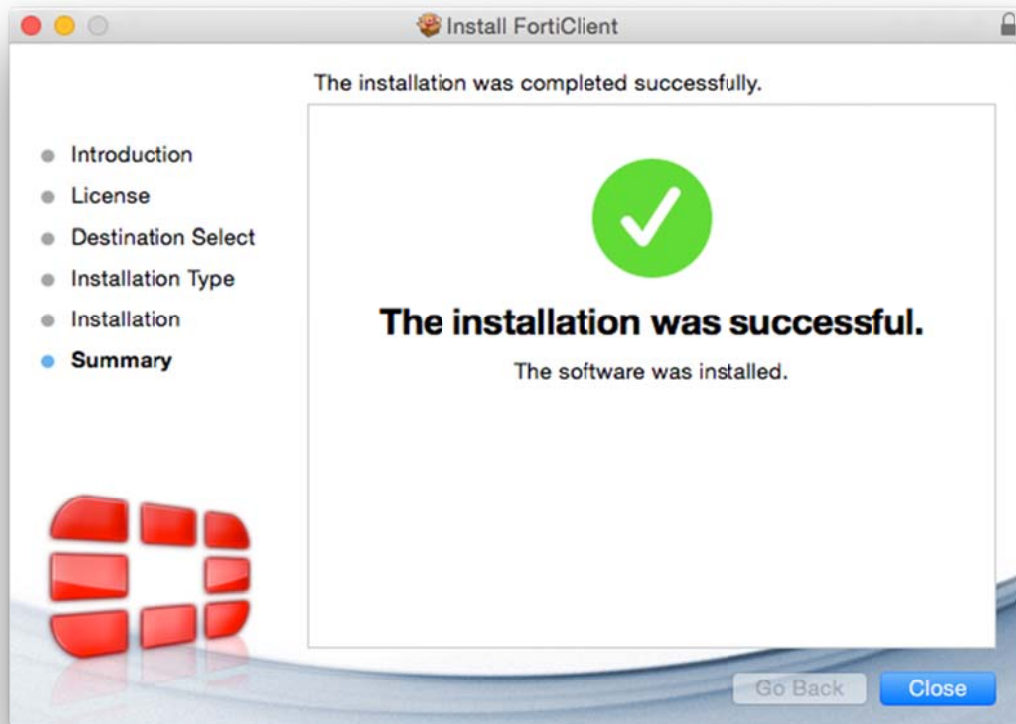 Install FortiClient
The installation was completed successfully.
Introduction
License
Destination Select
Installation Type
Installation
Summary
The installation was successful.
The software was installed.
Go Back
Close